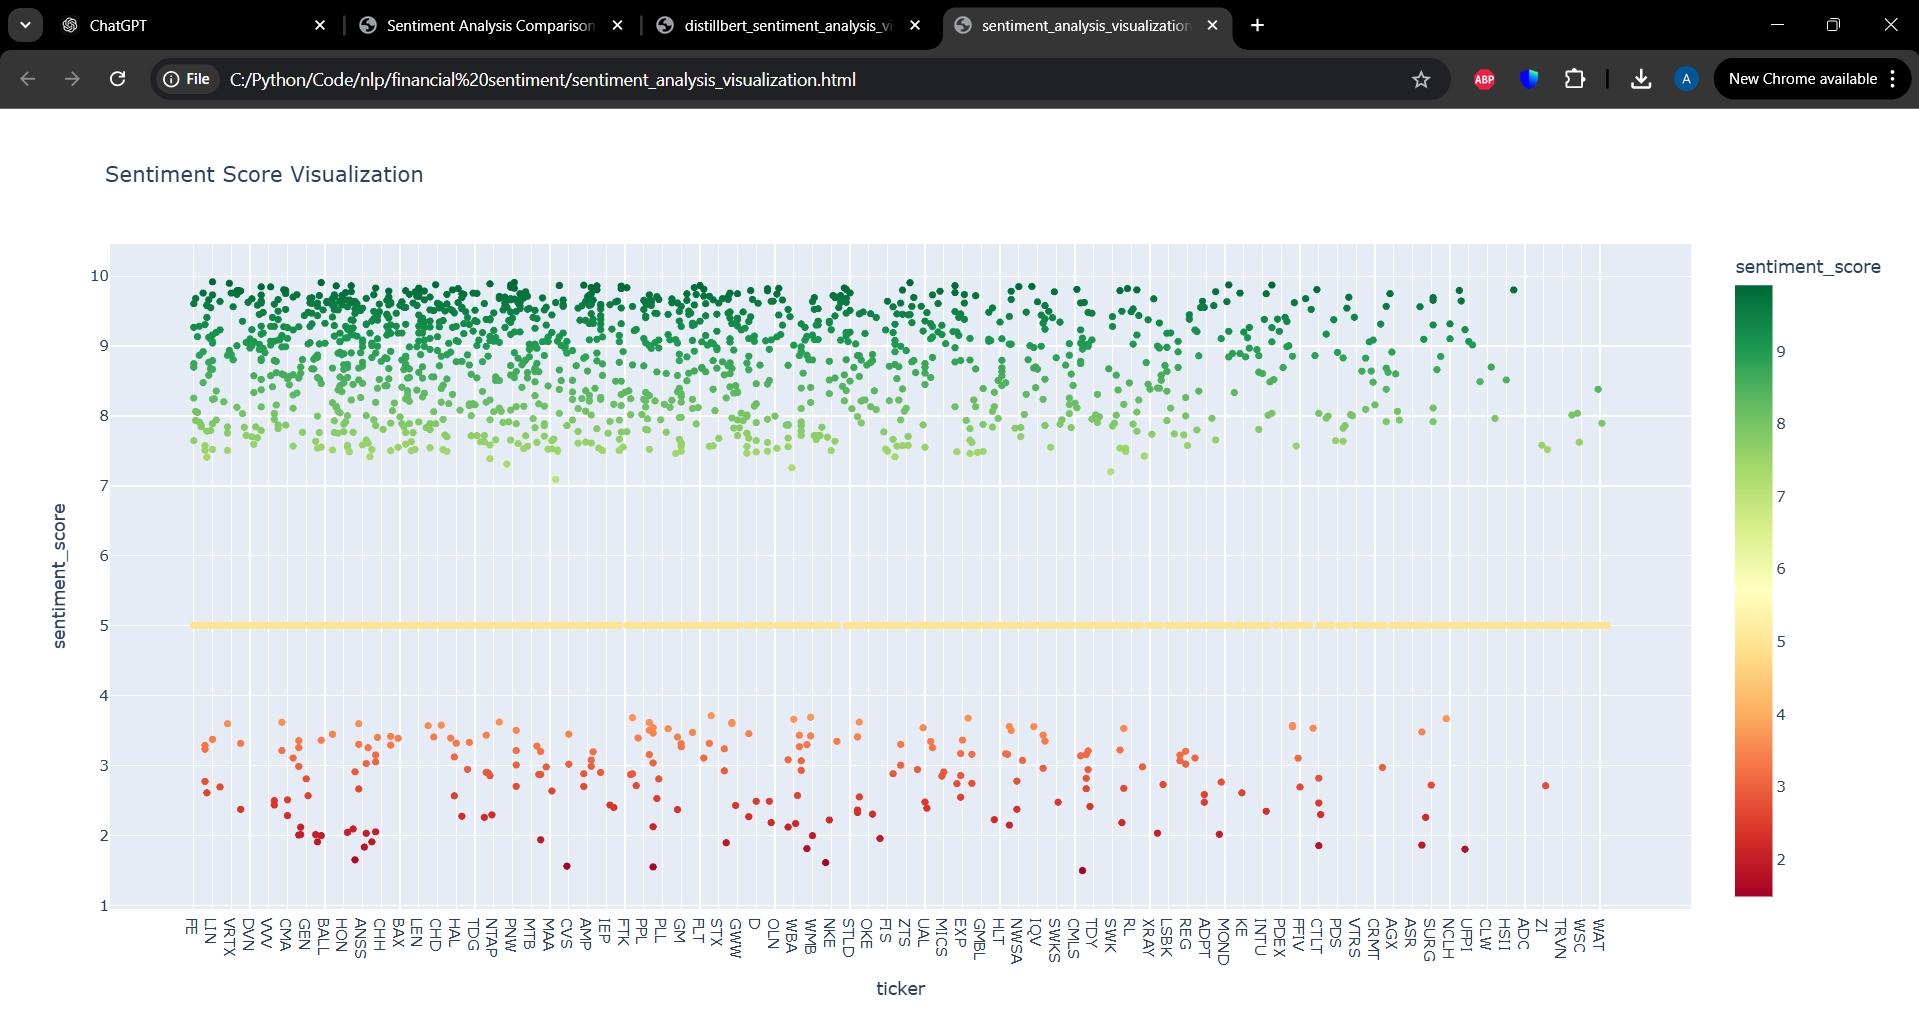 ChatGPT
Sentiment Analysis Comparison
distillbert_sentiment_analysis_vi
sentiment_analysis_visualization
File
C:/Python/Code/nlp/financial%20sentiment/sentiment_analysis_visualization.html
ABP
A
New Chrome available
Sentiment Score Visualization
sentiment_score
10
9
8
7
6
5
4
3
2
1
sentiment_score
9
8
7
6
5
4
3
2
FE LIN VRTX DVN VVV CMA GEN BALL HON ANSS CHH BAX LEN CHD HAL TDG NTAP PNW MTB MAA CVS AMP IEP FTK PPL PLL GM FLT STX GWW D OLN WBA WMB NKE STLD OKE FIS ZTS UAL MICS EXP GMBL HLT NWSA IQV SWKS CMLS TDY SWK RL XRAY LSBK REG ADPT MOND KE INTU PDEX FFIV CTLT PDS VTRS CRMT AGX ASR SURG NCLH UFPI CLW HSII ADC ZI TRVN WSC WAT
ticker